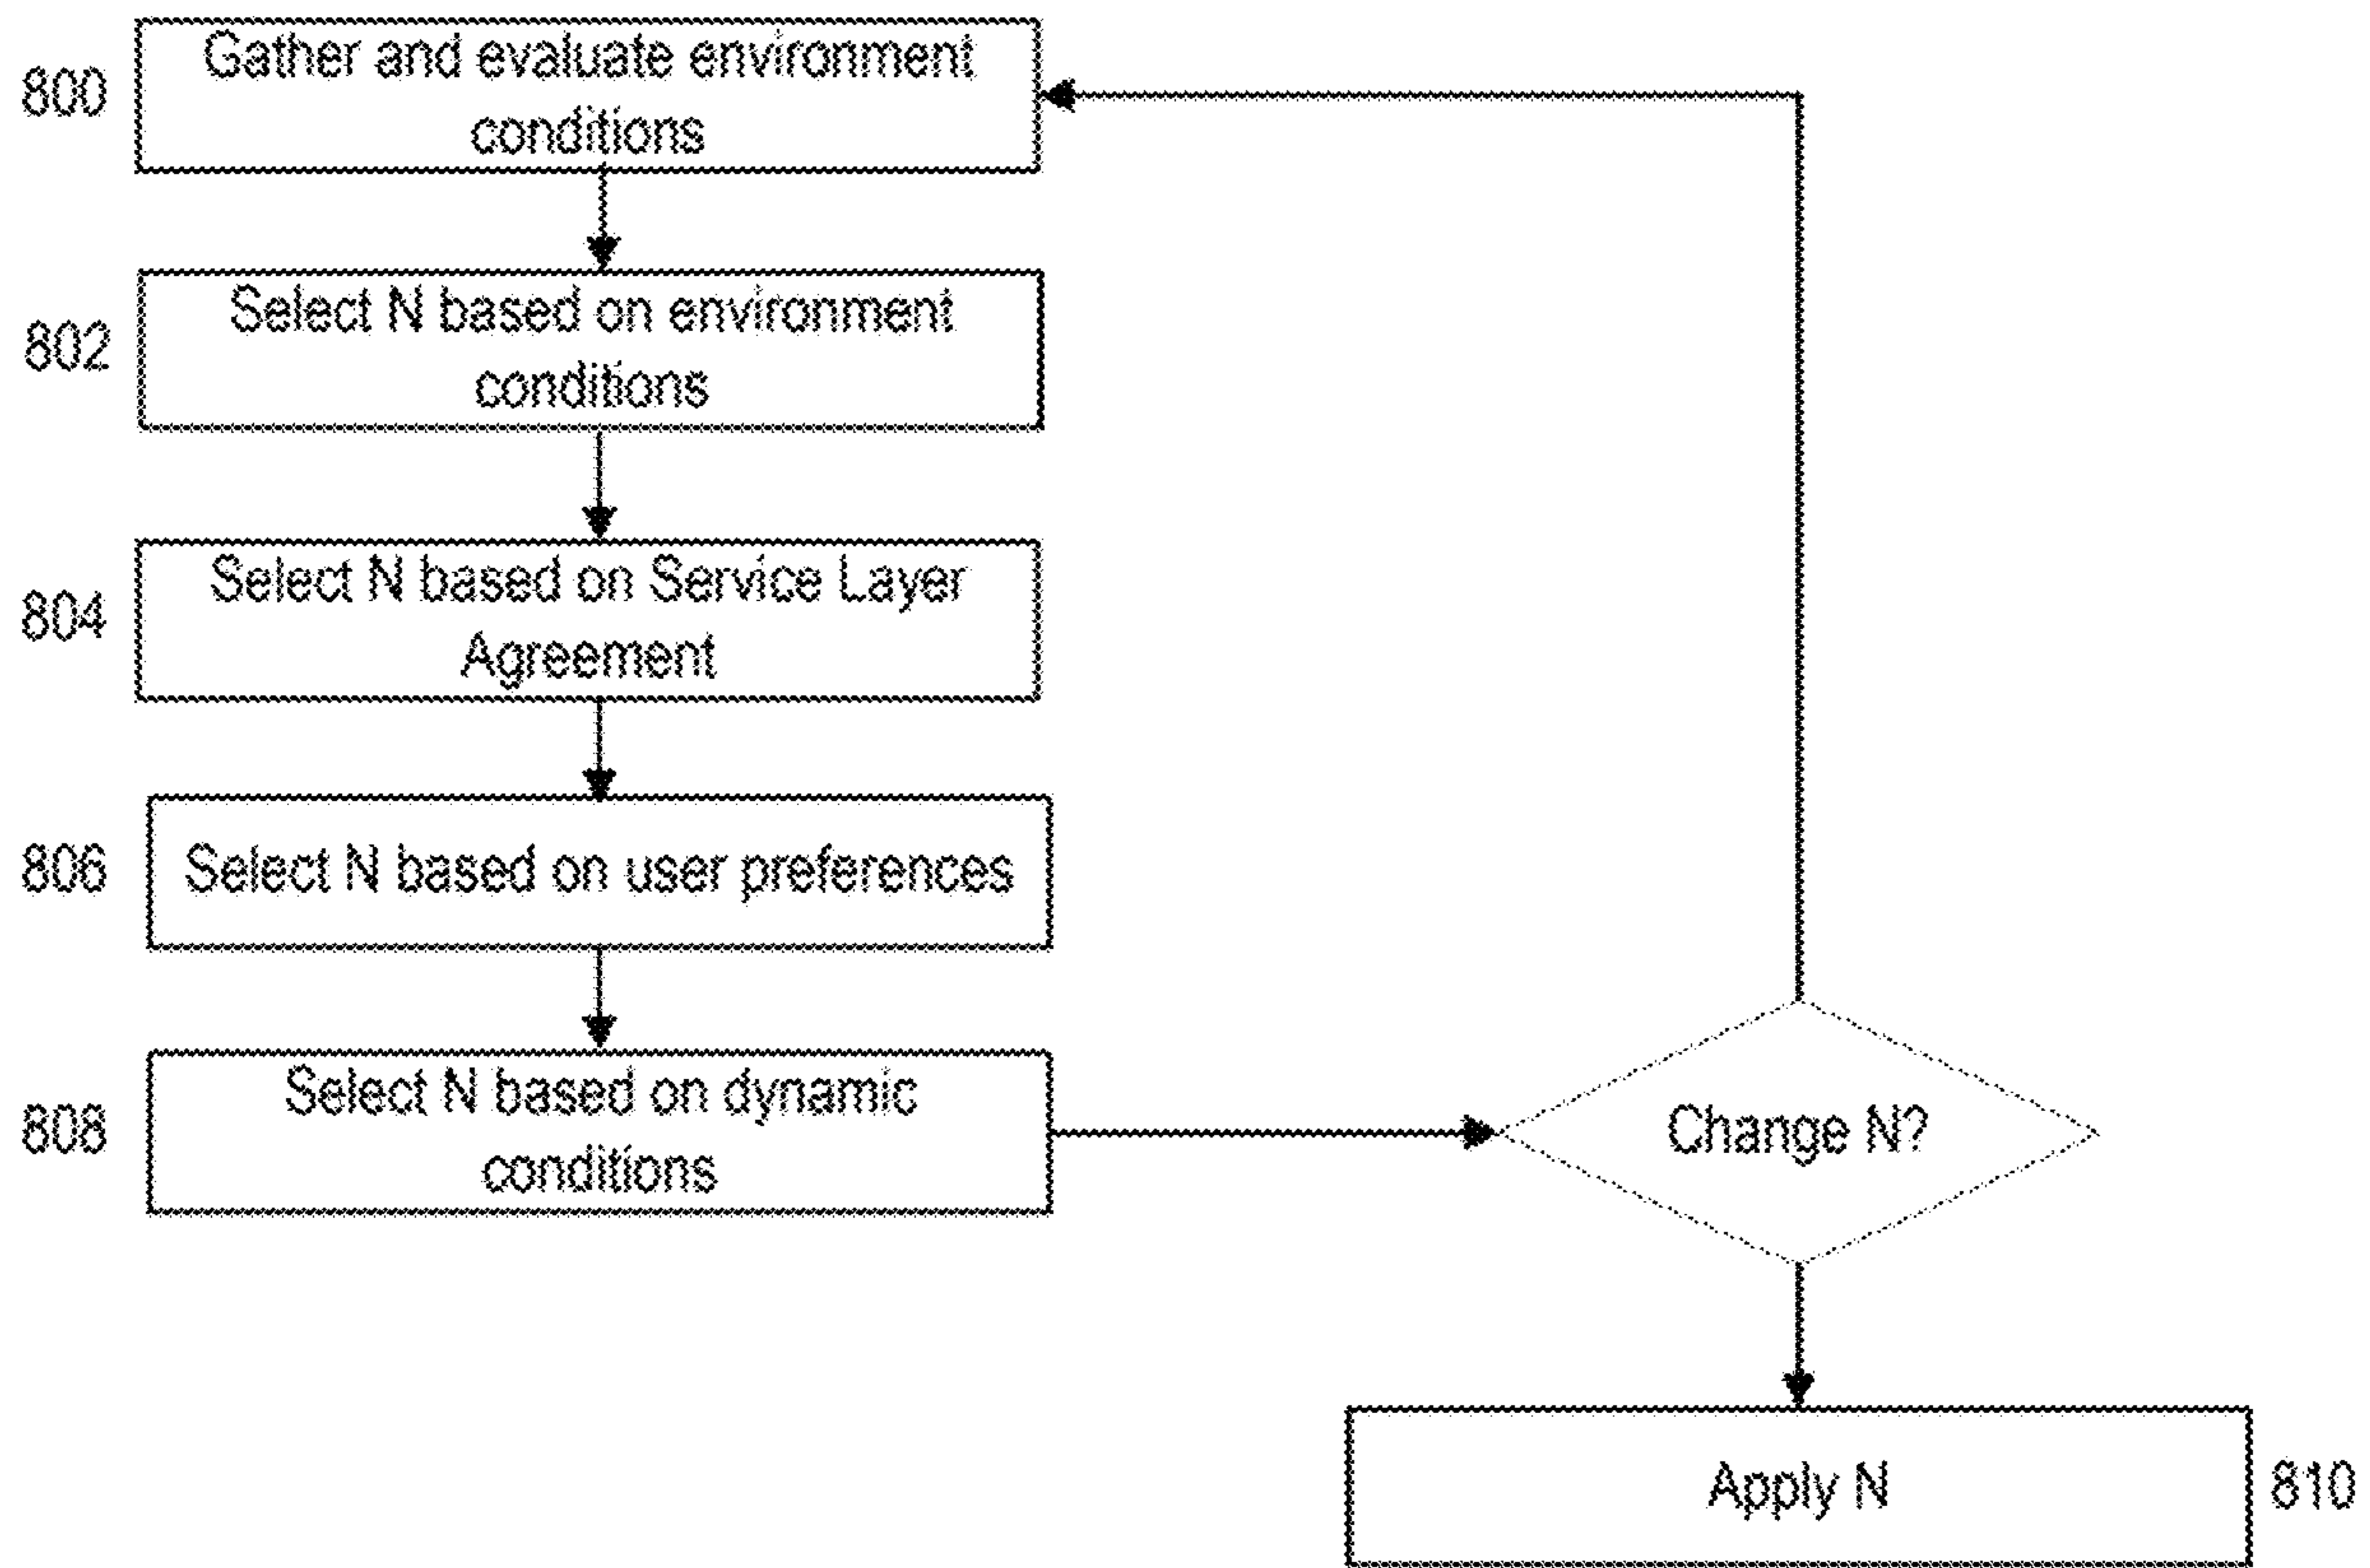 800
Gather and evaluate environment
conditions
802
Select N based on environment
conditions
804
Select N based on Service Layer
Agreement
806
Select N based on user preferences
808
Select N based on dynamic
conditions
Change N?
Apply N
810